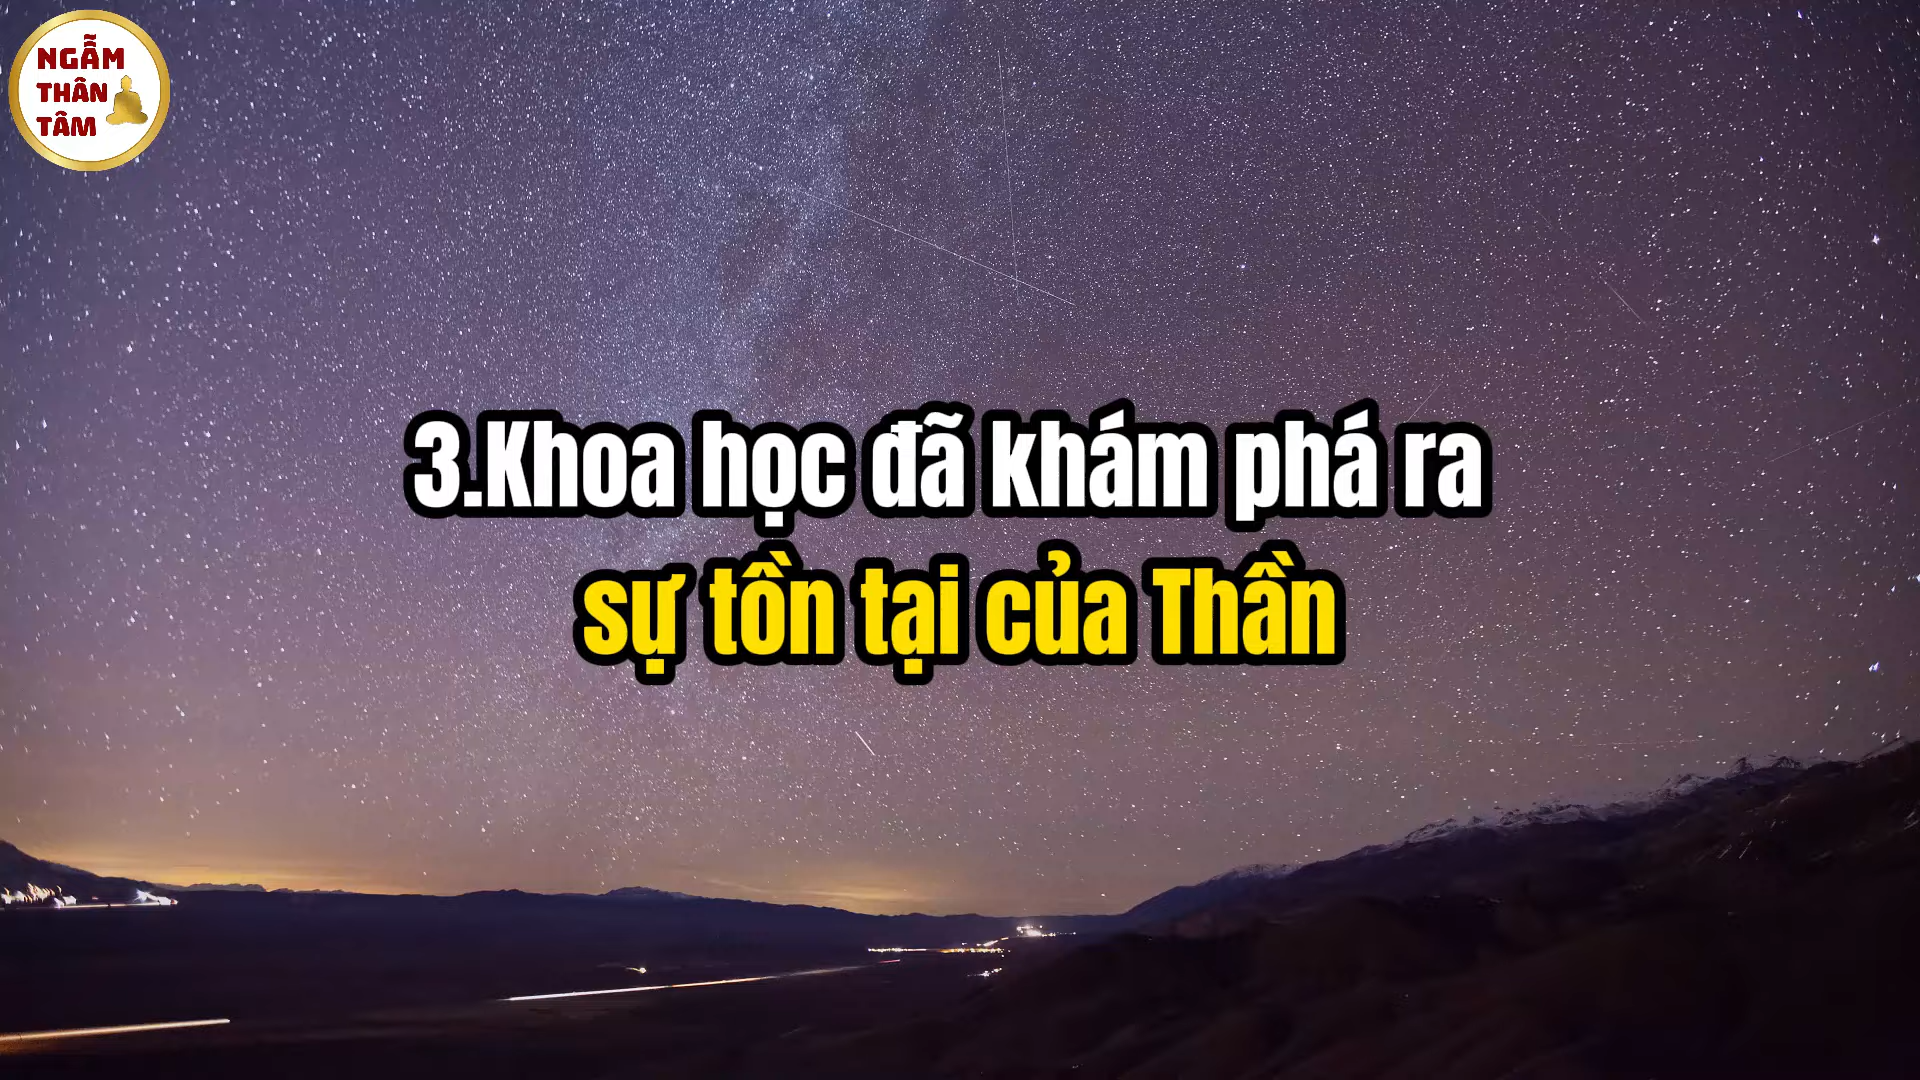 NGẪM
THÂN
TÂM
3.Khoa học đã khám phá ra
sự tồn tại của Thần